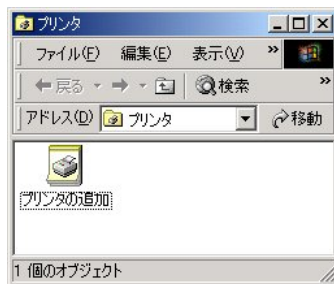 プリンタ
ファイル(F) 編集(E) 表示(V) »
戻る 検索 »
アドレス(D) プリンタ 移動
プリンタの追加
1 個のオブジェクト